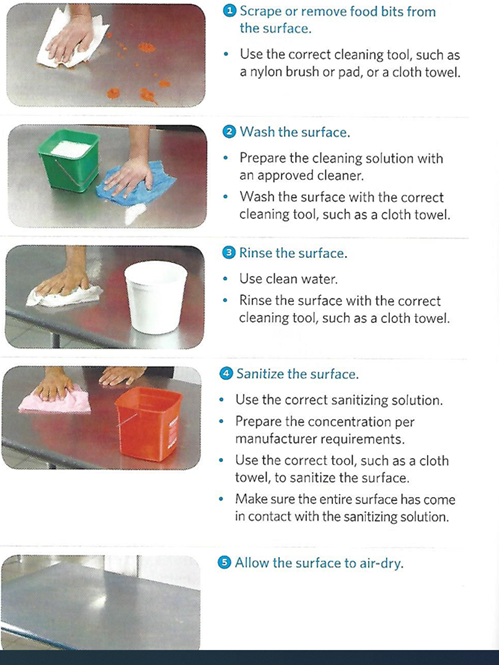 1 Scrape or remove food bits from
the surface.
• Use the correct cleaning tool, such as
a nylon brush or pad, or a cloth towel.
2 Wash the surface.
• Prepare the cleaning solution with
an approved cleaner.
• Wash the surface with the correct
cleaning tool, such as a cloth towel.
3 Rinse the surface.
• Use clean water.
• Rinse the surface with the correct
cleaning tool, such as a cloth towel.
4 Sanitize the surface.
• Use the correct sanitizing solution.
• Prepare the concentration per
manufacturer requirements.
• Use the correct tool, such as a cloth
towel, to sanitize the surface.
• Make sure the entire surface has come
in contact with the sanitizing solution.
5 Allow the surface to air-dry.